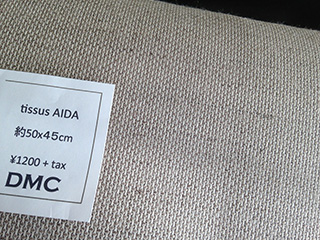 tissus AIDA
約50x45cm
¥1200 + tax
DMC